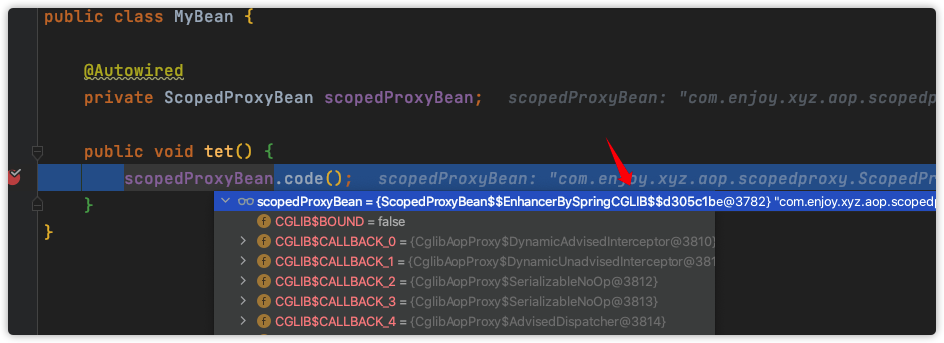 public class MyBean {
@Autowired
private ScopedProxyBean scopedProxyBean; scopedProxyBean: "com.enjoy.xyz.aop.scoped
public void tet() {
scopedProxyBean.code(); scopedProxyBean: "com.enjoy.xyz.aop.scopedproxy.ScopedPr
scopedProxyBean = {ScopedProxyBean$$EnhancerBySpringCGLIB$$d305c1be@3782} "com.enjoy.xyz.aop.scoped
CGLIB$BOUND = false
}
CGLIB$CALLBACK_0 = {CglibAopProxy$DynamicAdvisedInterceptor@3810}
}
CGLIB$CALLBACK_1 = {CglibAopProxy$DynamicUnadvisedInterceptor@381
CGLIB$CALLBACK_2 = {CglibAopProxy$SerializableNoOp@3812}
CGLIB$CALLBACK_3 = {CglibAopProxy$SerializableNoOp@3813}
CGLIB$CALLBACK_4 = {CglibAopProxy$AdvisedDispatcher@3814}